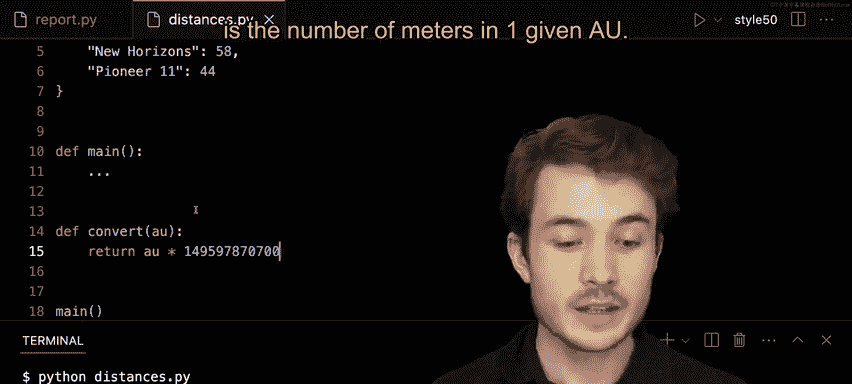 report.py
distances.py
style50
is the number of meters in 1 given AU.
5 "New Horizons": 58,
6 "Pioneer 11": 44
7 }
8
9
10 def main():
11 ...
12
13
14 def convert(au):
15 return au * 149597870700
16
17
18 main()
TERMINAL
$ python distances.py